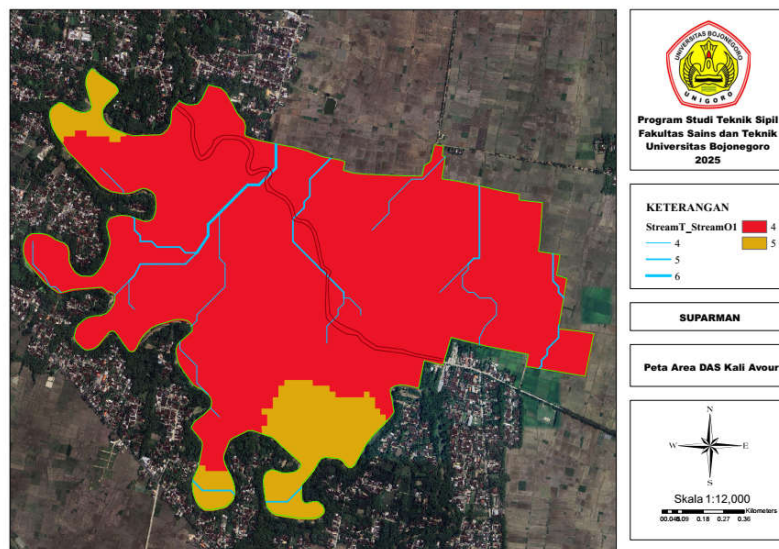 UNIVERSITAS BOJONEGORO
UNIGORO
Program Studi Teknik Sipil
Fakultas Sains dan Teknik
Universitas Bojonegoro
2025
KETERANGAN
StreamT_StreamO1
4
5
6
4
5
SUPARMAN
Peta Area DAS Kali Avour
N
W
E
S
Skala 1:12,000
0.18 0.27 0.36
Kilometers